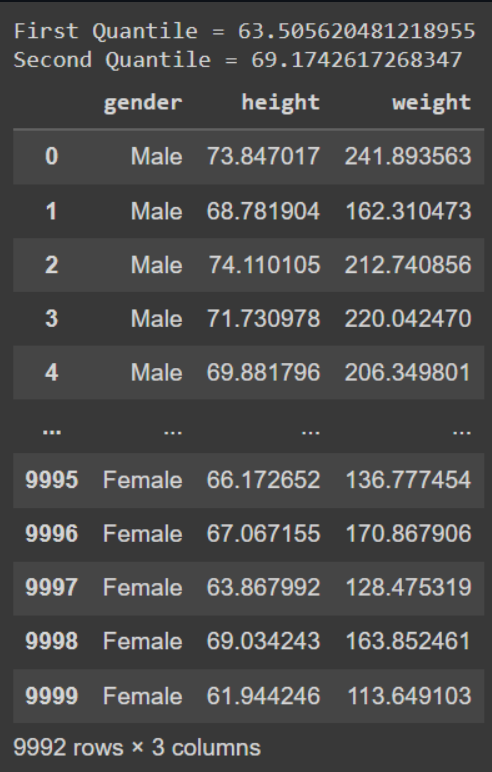 First Quantile = 63.505620481218955
Second Quantile = 69.1742617268347
gender height weight
0 Male 73.847017 241.893563
1 Male 68.781904 162.310473
2 Male 74.110105 212.740856
3 Male 71.730978 220.042470
4 Male 69.881796 206.349801
... ... ... ...
9995 Female 66.172652 136.777454
9996 Female 67.067155 170.867906
9997 Female 63.867992 128.475319
9998 Female 69.034243 163.852461
9999 Female 61.944246 113.649103
9992 rows × 3 columns